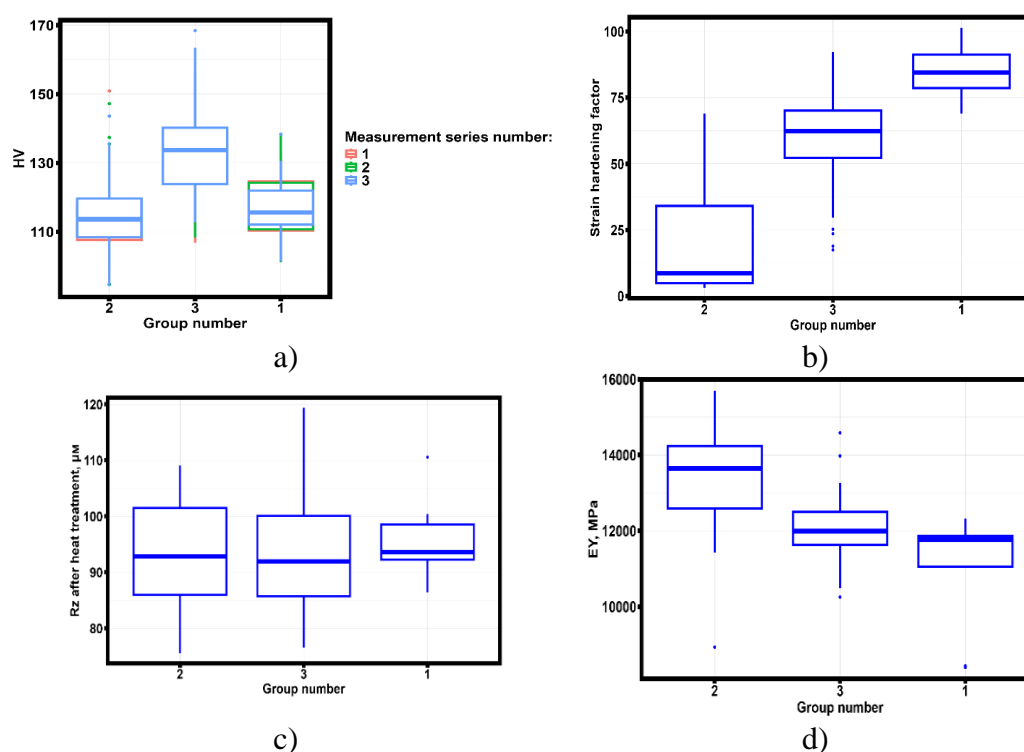 170
150
130
110
HV
2 3 1
Group number
Measurement series number:
1
2
3
a)
100
75
50
25
0
Strain hardening factor
2 3 1
Group number
b)
120
110
100
90
80
Rz after heat treatment, µм
2 3 1
Group number
c)
16000
14000
12000
10000
EY, MPa
2 3 1
Group number
d)